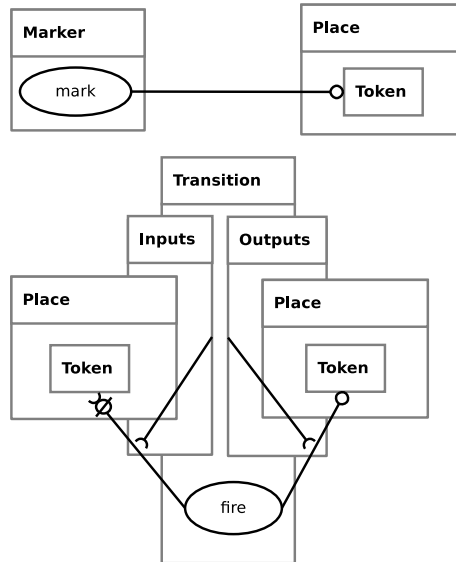 Marker
Place
mark
Token
Transition
Inputs
Outputs
Place
Place
Token
Token
fire